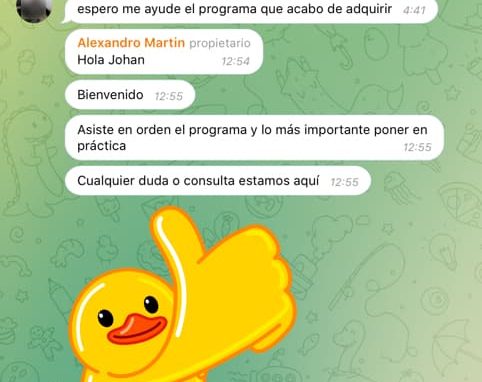 espero me ayude el programa que acabo de adquirir 4:41
Alexandro Martin propietario
Hola Johan 12:54
Bienvenido 12:55
Asiste en orden el programa y lo más importante poner en
práctica
12:55
Cualquier duda o consulta estamos aquí 12:55